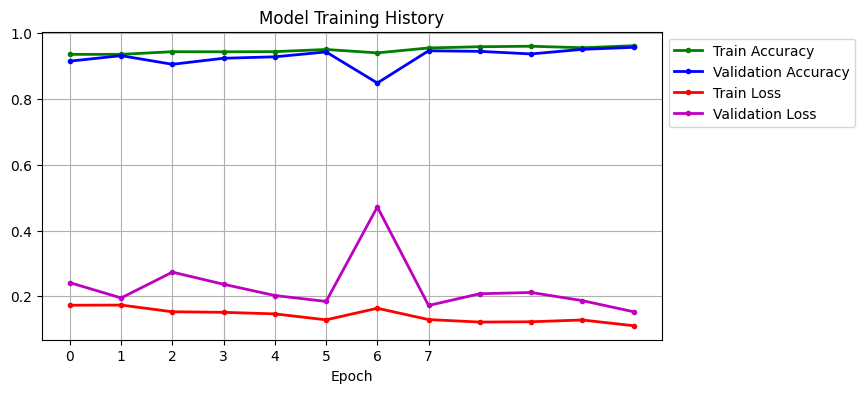 Model Training History
1.0
0.8
0.6
0.4
0.2
0 1 2 3 4 5 6 7
Epoch
Train Accuracy
Validation Accuracy
Train Loss
Validation Loss